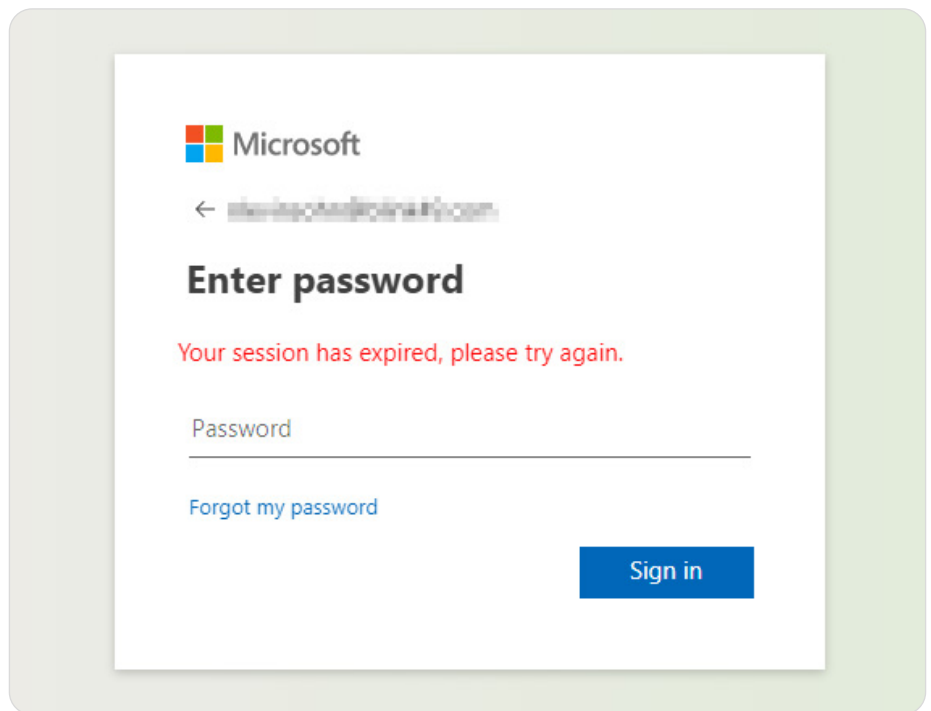 Microsoft
Enter password
Your session has expired, please try again.
Password
Forgot my password
Sign in